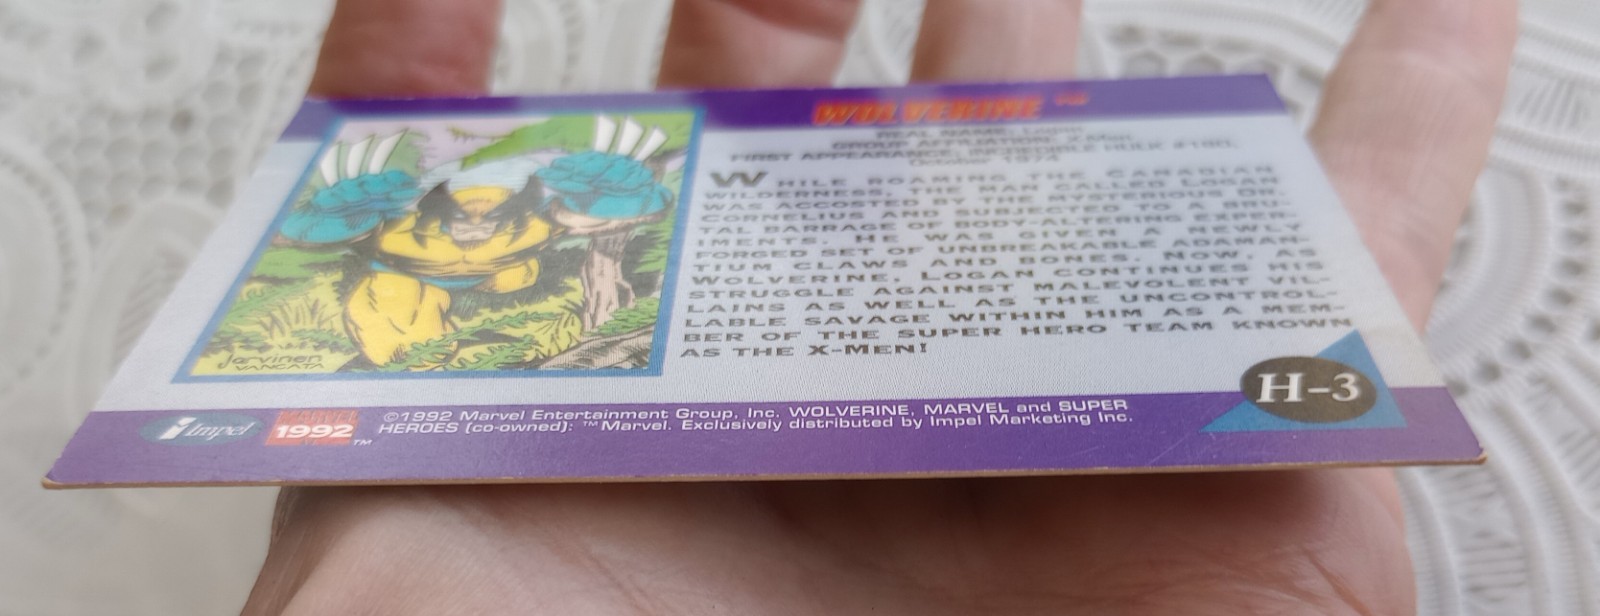 WOLVERINE ™
REAL NAME: Logan
GROUP AFFILIATION: X-Men
FIRST APPEARANCE: INCREDIBLE HULK #180,
October 1974
WHILE ROAMING THE CANADIAN
WILDERNESS, THE MAN CALLED LOGAN
WAS ACCOSTED BY THE MYSTERIOUS DR.
CORNELIUS AND SUBJECTED TO A BRU-
TAL BARRAGE OF BODY-ALTERING EXPER-
IMENTS. HE WAS GIVEN A NEWLY
FORGED SET OF UNBREAKABLE ADAMAN-
TIUM CLAWS AND BONES. NOW, AS
WOLVERINE, LOGAN CONTINUES HIS
STRUGGLE AGAINST MALEVOLENT VIL-
LAINS AS WELL AS THE UNCONTROL-
LABLE SAVAGE WITHIN HIM AS A MEM-
BER OF THE SUPER HERO TEAM KNOWN
AS THE X-MEN!
Jarvinen
VANCATA
H-3
impel
MARVEL
1992 ™
©1992 Marvel Entertainment Group, Inc. WOLVERINE, MARVEL and SUPER
HEROES (co-owned): ™Marvel. Exclusively distributed by Impel Marketing Inc.